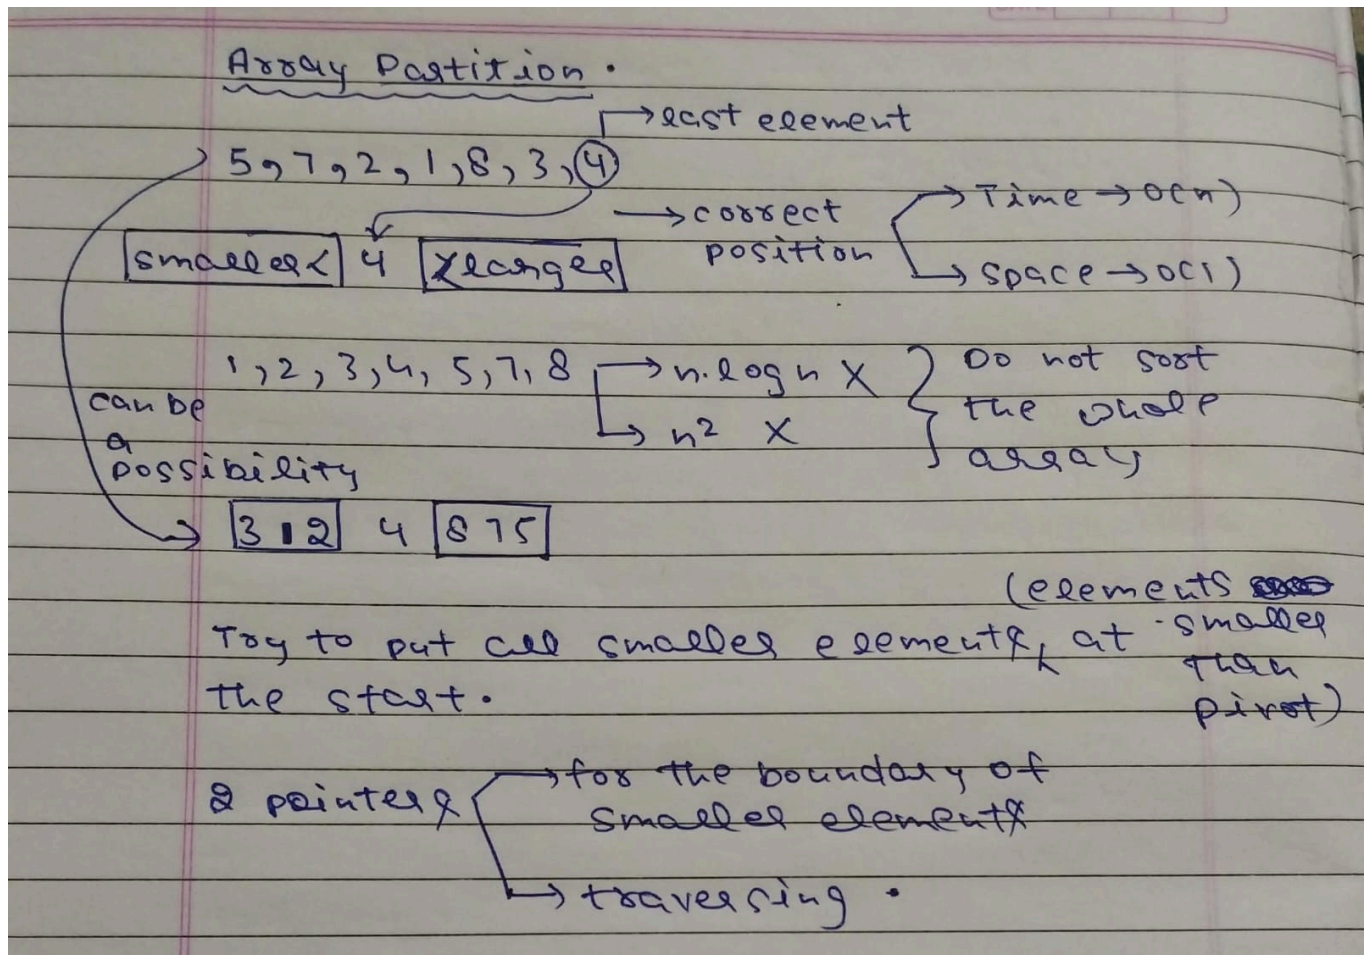 Array Partition.
→ last element
5, 7, 2, 1, 8, 3, 4
→ correct position
→ Time → O(n)
→ Space → O(1)
smaller < 4 larger
1, 2, 3, 4, 5, 7, 8
→ n.log n X
→ n2 X
Do not sort
the whole
array
can be
a
possibility
3 1 2 4 8 7 5
(elements
smaller
than
pivot)
Try to put all smaller elements, at
the start.
2 pointers
→ for the boundary of
smaller elements
→ traversing.